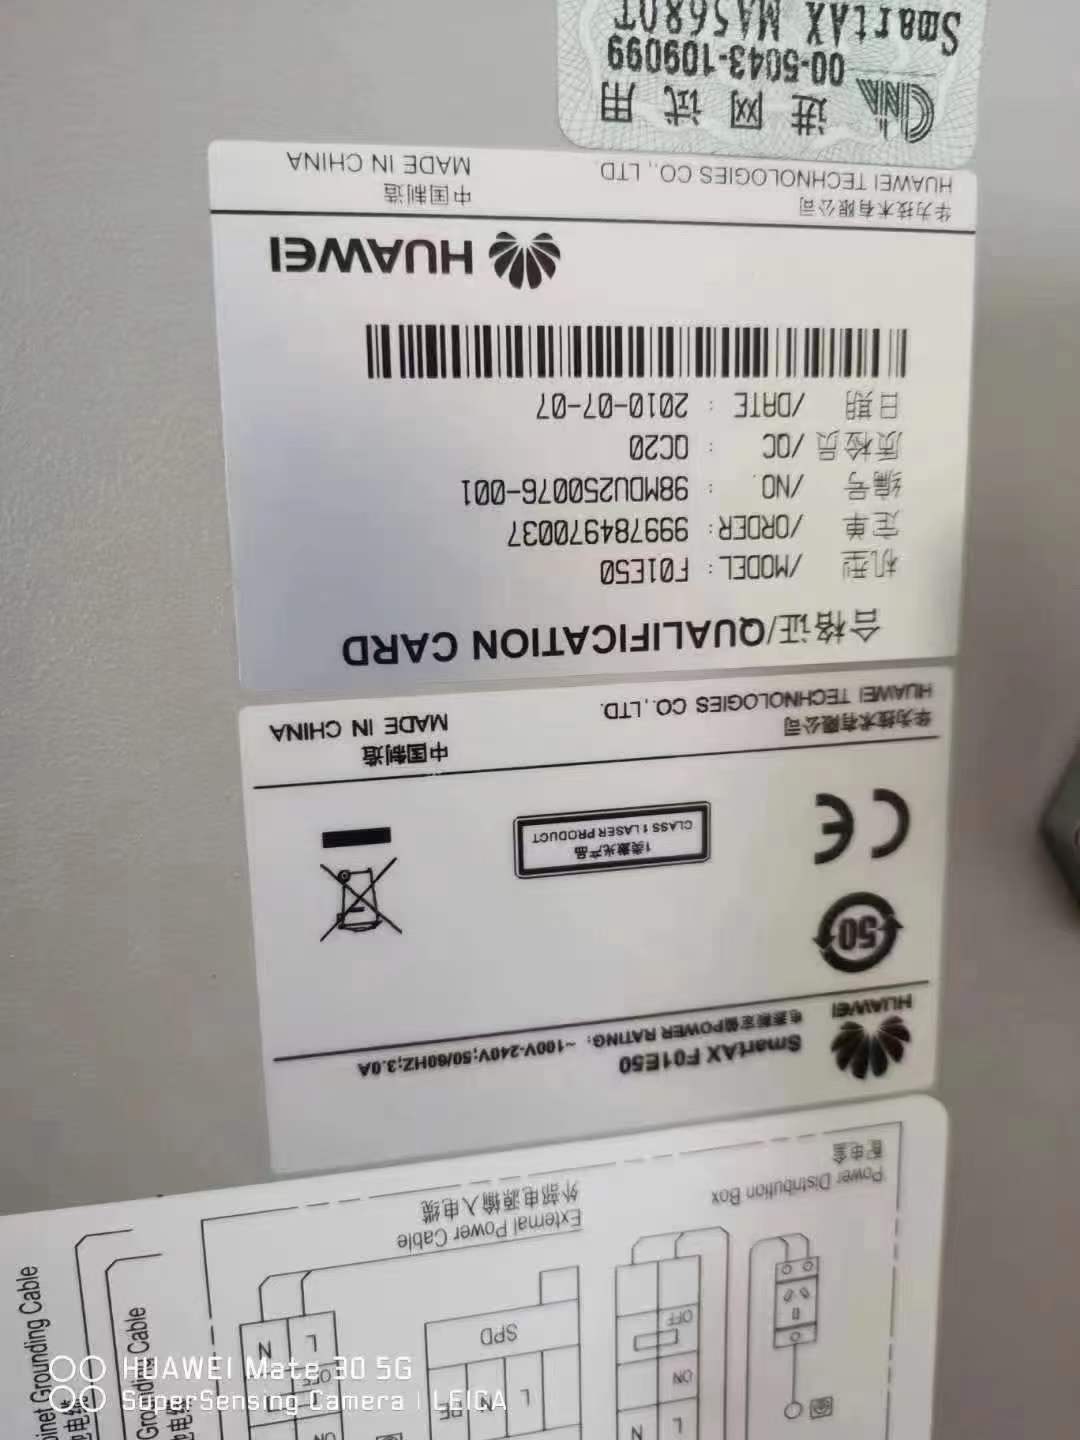 N
L
ON
OFF
L
N
PE
ON
OFF
L
N
SPD
Power Distribution Box
配电盒
External Power Cable
外部电源输入电缆
Grounding Cable
Grounding Cable
HUAWEI
SmartAX F01E50
电源额定值POWER RATING: ~100V-240V;50/60HZ;3.0A
50
CE
1类激光产品
CLASS 1 LASER PRODUCT
华为技术有限公司 中国制造
HUAWEI TECHNOLOGIES CO., LTD. MADE IN CHINA
合格证/QUALIFICATION CARD
机型 /MODEL: F01E50
定单 /ORDER: 999784970037
编号 /NO. : 98MDU250076-001
质检员 /QC : QC20
日期 /DATE : 2010-07-07
HUAWEI
华为技术有限公司 中国制造
HUAWEI TECHNOLOGIES CO., LTD. MADE IN CHINA
进网试用
00-5043-109099
SmartAX MA5680T
HUAWEI Mate 30 5G
SuperSensing Camera | LEICA